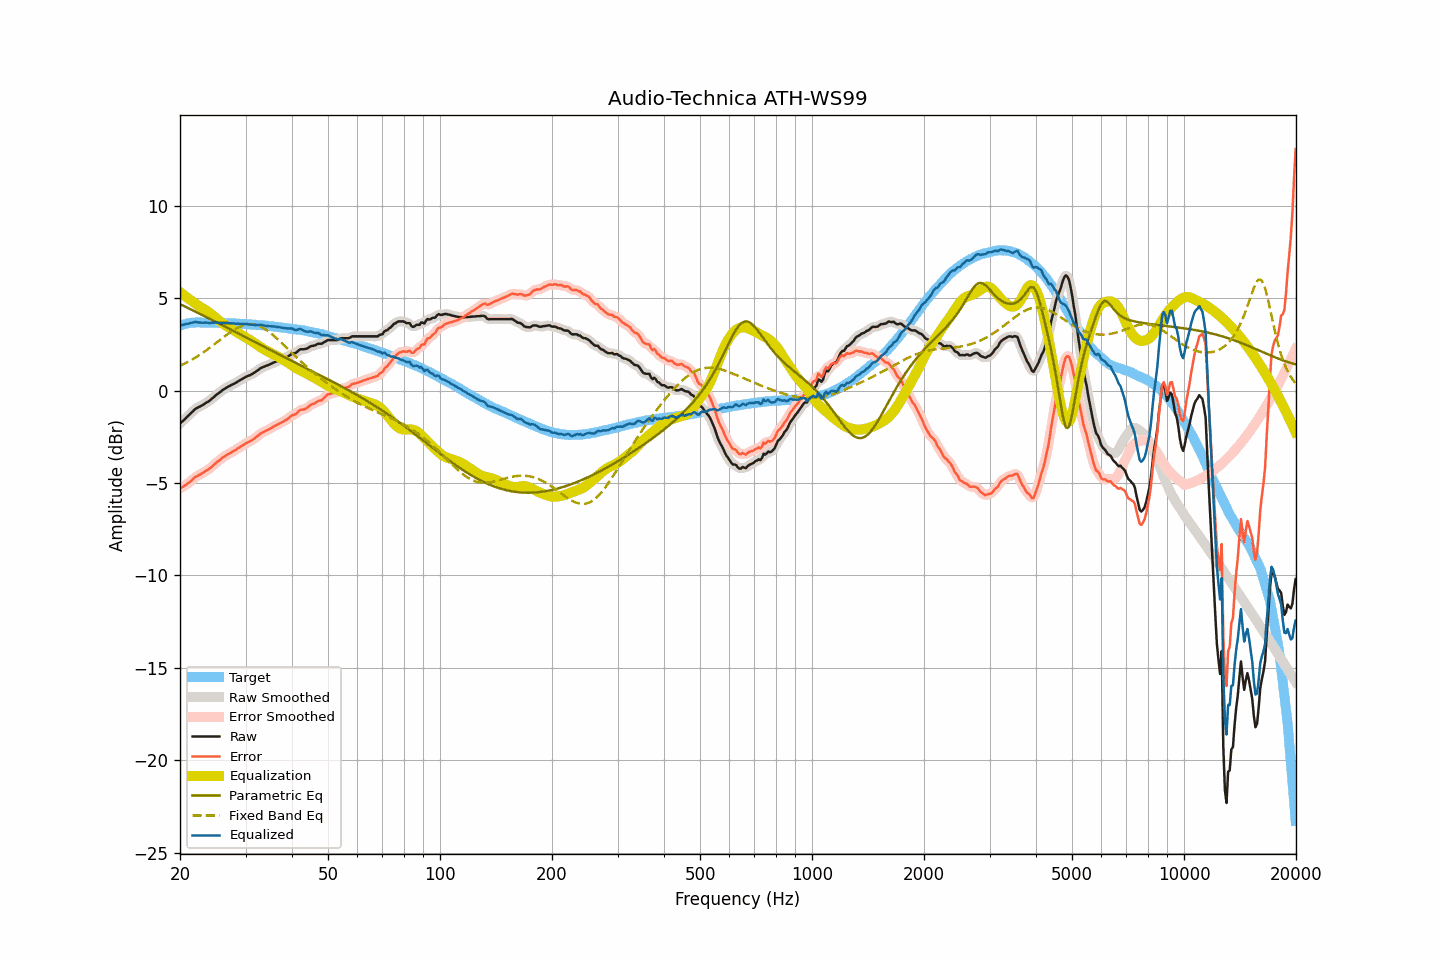 Audio-Technica ATH-WS99
Amplitude (dBr)
10
5
0
−5
−10
−15
−20
−25
Target
Raw Smoothed
Error Smoothed
Raw
Error
Equalization
Parametric Eq
Fixed Band Eq
Equalized
20 50 100 200 500 1000 2000 5000 10000 20000
Frequency (Hz)